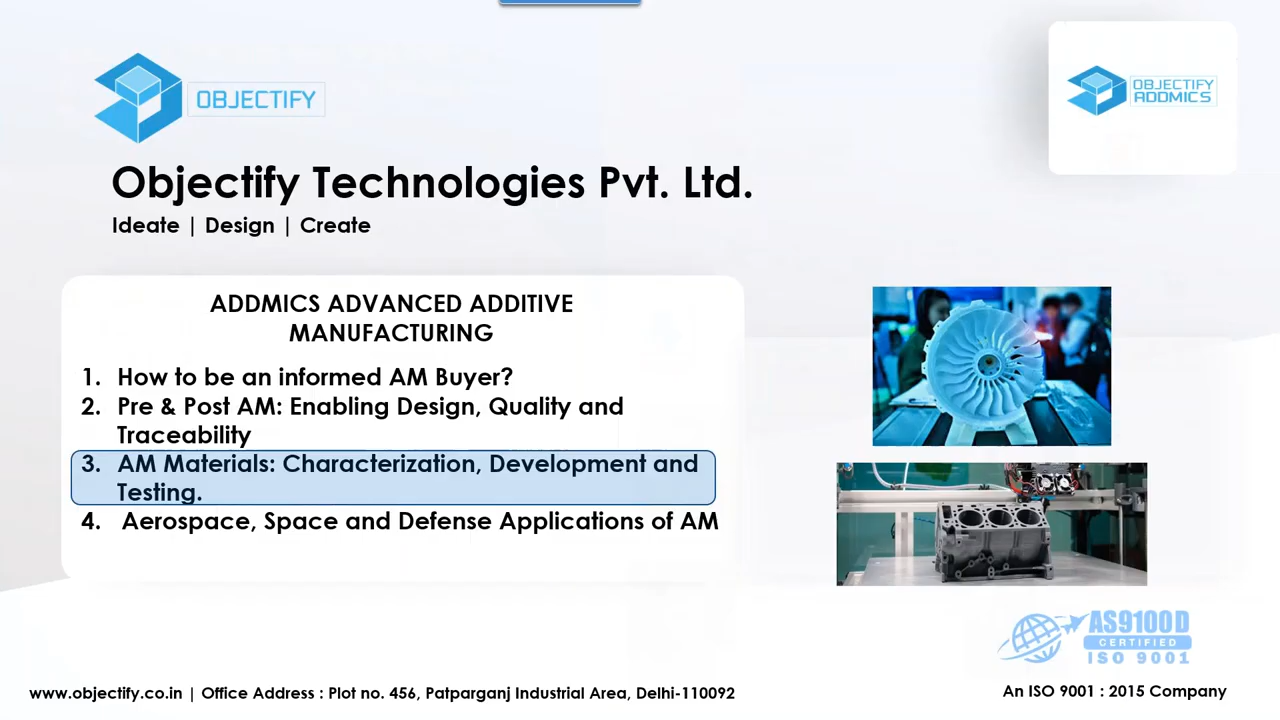 OBJECTIFY
OBJECTIFY
ADDMICS
Objectify Technologies Pvt. Ltd.
Ideate | Design | Create
ADDMICS ADVANCED ADDITIVE
MANUFACTURING
1. How to be an informed AM Buyer?
2. Pre & Post AM: Enabling Design, Quality and
Traceability
3. AM Materials: Characterization, Development and
Testing.
4. Aerospace, Space and Defense Applications of AM
AS9100D
CERTIFIED
ISO 9001
www.objectify.co.in | Office Address : Plot no. 456, Patparganj Industrial Area, Delhi-110092
An ISO 9001 : 2015 Company